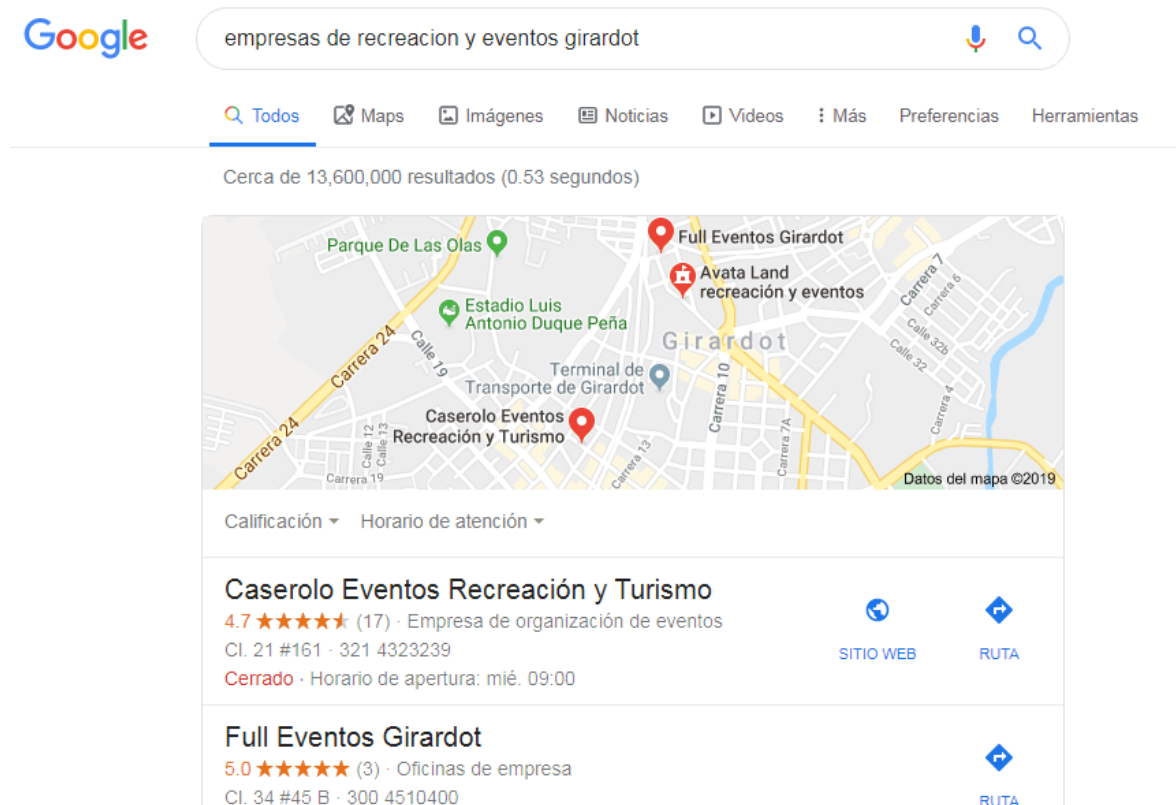 Google
empresas de recreacion y eventos girardot
Todos Maps Imágenes Noticias Videos Más Preferencias Herramientas
Cerca de 13,600,000 resultados (0.53 segundos)
Parque De Las Olas
Full Eventos Girardot
Avata Land
recreación y eventos
Estadio Luis
Antonio Duque Peña
Girardot
Terminal de
Transporte de Girardot
Caserolo Eventos
Recreación y Turismo
Carrera 24
Carrera 24
Calle 19
Calle 12
Calle 13
Carrera 19
Carrera 13
Carrera 10
Carrera 7A
Carrera 7
Carrera 6
Calle 32b
Calle 32
Carrera 4
Datos del mapa ©2019
Calificación Horario de atención
Caserolo Eventos Recreación y Turismo
4.7 (17) · Empresa de organización de eventos
Cl. 21 #161 · 321 4323239
Cerrado · Horario de apertura: mié. 09:00
SITIO WEB
RUTA
Full Eventos Girardot
5.0 (3) · Oficinas de empresa
Cl. 34 #45 B · 300 4510400
RUTA